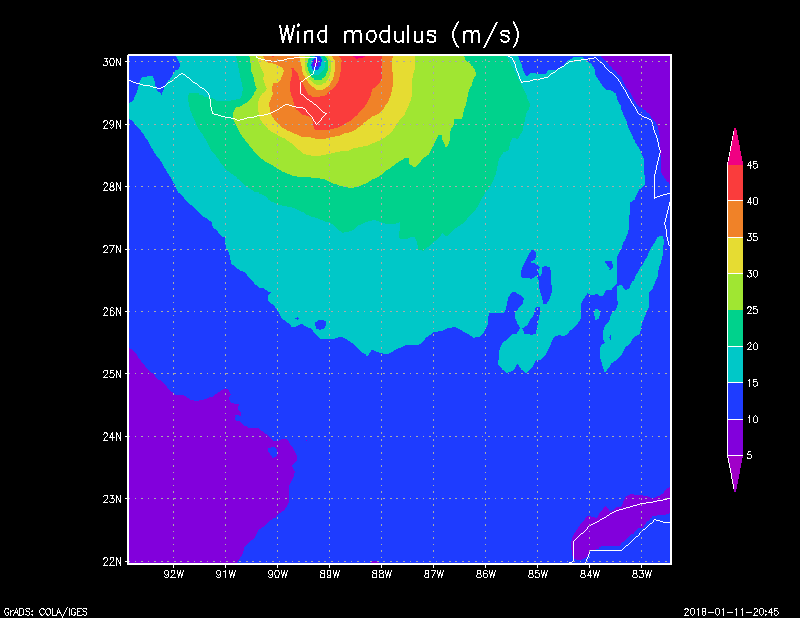 Wind modulus (m/s)
30N
29N
28N
27N
26N
25N
24N
23N
22N
92W 91W 90W 89W 88W 87W 86W 85W 84W 83W
45
40
35
30
25
20
15
10
5
GrADS: COLA/IGES
2018-01-11-20:45